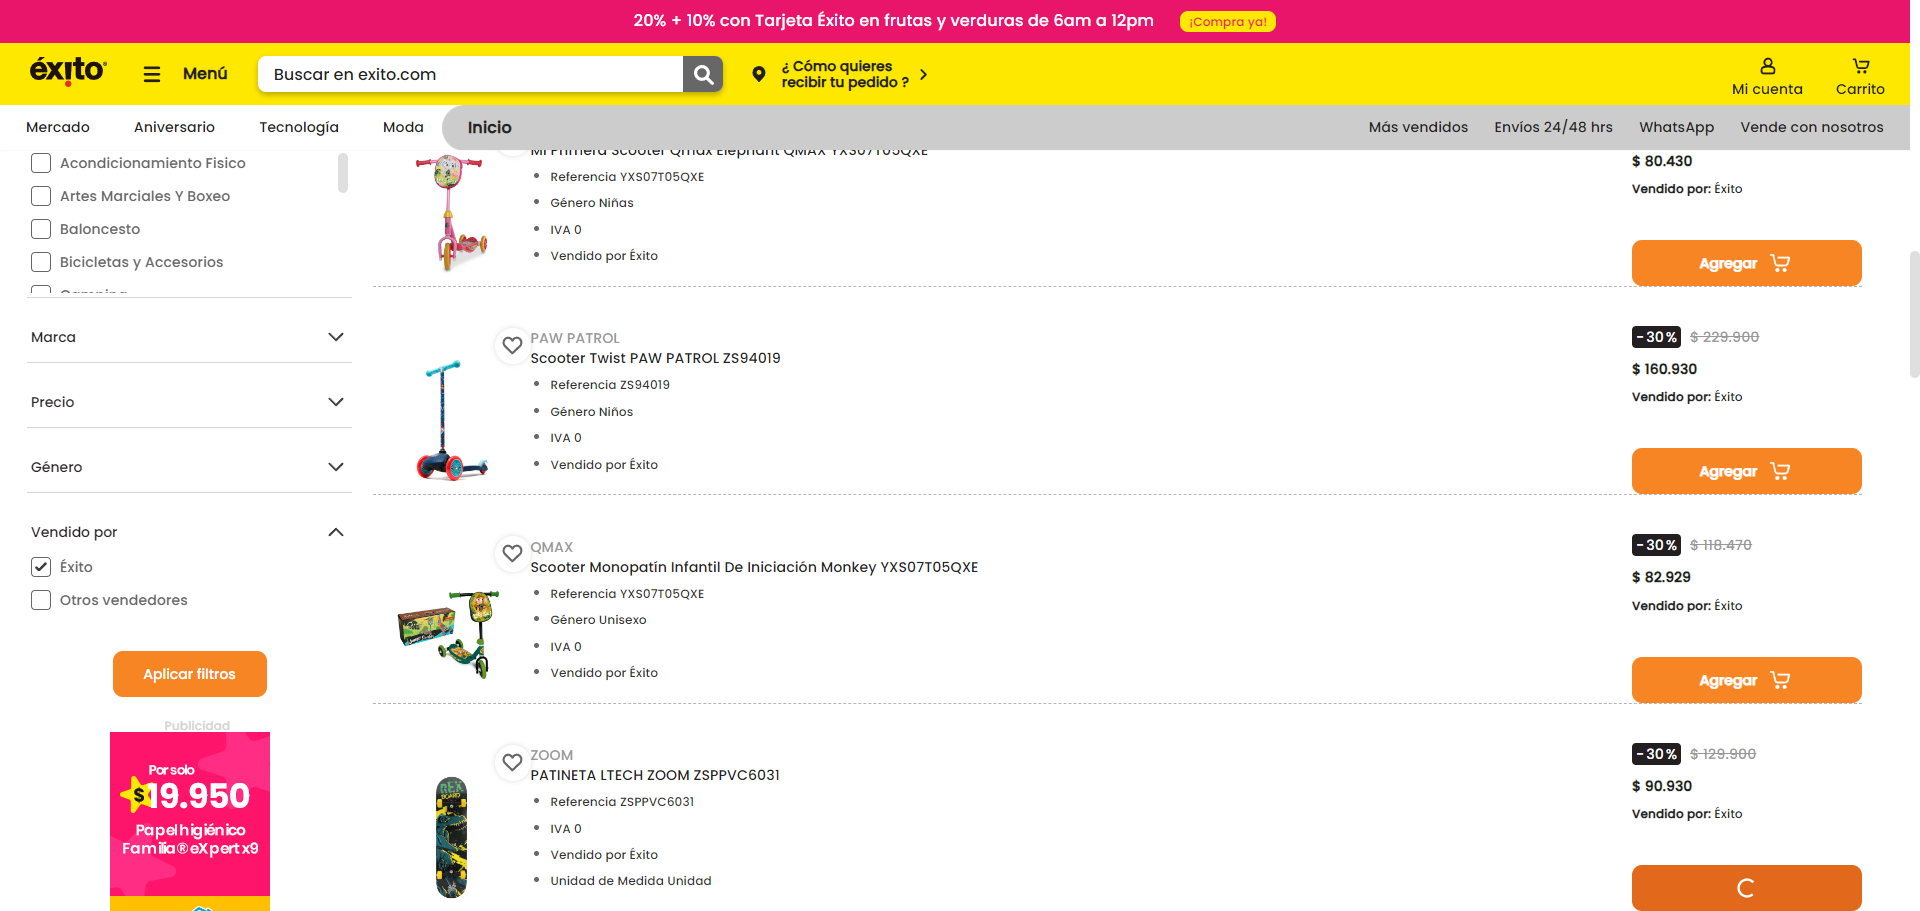 20% + 10% con Tarjeta Éxito en frutas y verduras de 6am a 12pm
¡Compra ya!
éxito
Menú
Buscar en exito.com
¿ Cómo quieres
recibir tu pedido ?
Mi cuenta
Carrito
Mercado
Aniversario
Tecnología
Moda
Inicio
Más vendidos
Envíos 24/48 hrs
WhatsApp
Vende con nosotros
Acondicionamiento Fisico
Artes Marciales Y Boxeo
Baloncesto
Bicicletas y Accesorios
Marca
Precio
Género
Vendido por
Éxito
Otros vendedores
Aplicar filtros
Publicidad
Por solo
$19.950
Papel higiénico
Familia® eXpert x9
Mi Primera Scooter Qmax Elephant QMAX YXS07T05QXE
Referencia YXS07T05QXE
Género Niñas
IVA 0
Vendido por Éxito
$ 80.430
Vendido por: Éxito
Agregar
PAW PATROL
Scooter Twist PAW PATROL ZS94019
Referencia ZS94019
Género Niños
IVA 0
Vendido por Éxito
-30% $ 229.900
$ 160.930
Vendido por: Éxito
Agregar
QMAX
Scooter Monopatín Infantil De Iniciación Monkey YXS07T05QXE
Referencia YXS07T05QXE
Género Unisexo
IVA 0
Vendido por Éxito
-30% $ 118.470
$ 82.929
Vendido por: Éxito
Agregar
ZOOM
PATINETA LTECH ZOOM ZSPPVC6031
Referencia ZSPPVC6031
IVA 0
Vendido por Éxito
Unidad de Medida Unidad
-30% $ 129.900
$ 90.930
Vendido por: Éxito